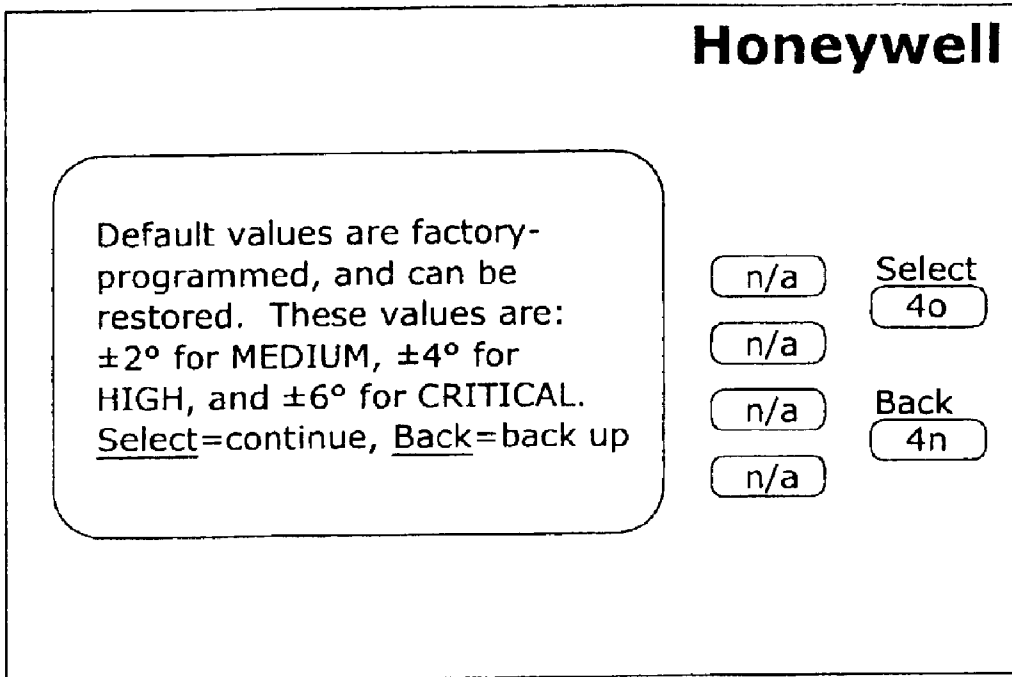 Honeywell
Default values are factory-
programmed, and can be
restored. These values are:
±2° for MEDIUM, ±4° for
HIGH, and ±6° for CRITICAL.
Select=continue, Back=back up
n/a
n/a
n/a
n/a
Select
4o
Back
4n